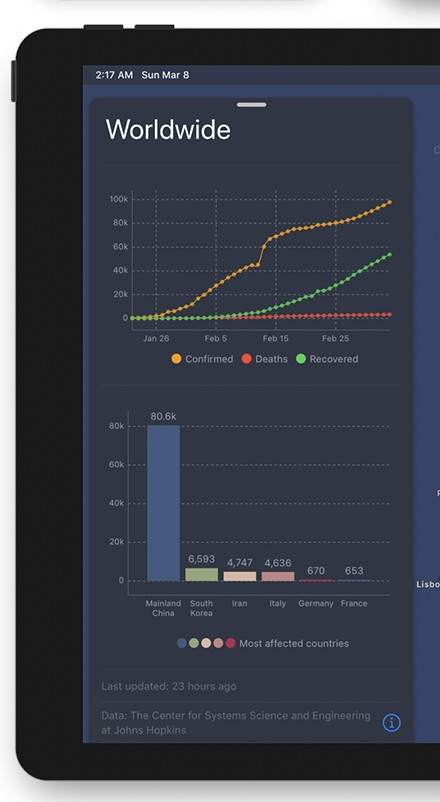 2:17 AM Sun Mar 8
Worldwide
100k
80k
60k
40k
20k
0
Jan 26 Feb 5 Feb 15 Feb 25
Confirmed Deaths Recovered
80.6k
80k
60k
40k
20k
0
6,593 4,747 4,636 670 653
Mainland China South Korea Iran Italy Germany France
Most affected countries
Last updated: 23 hours ago
Data: The Center for Systems Science and Engineering
at Johns Hopkins